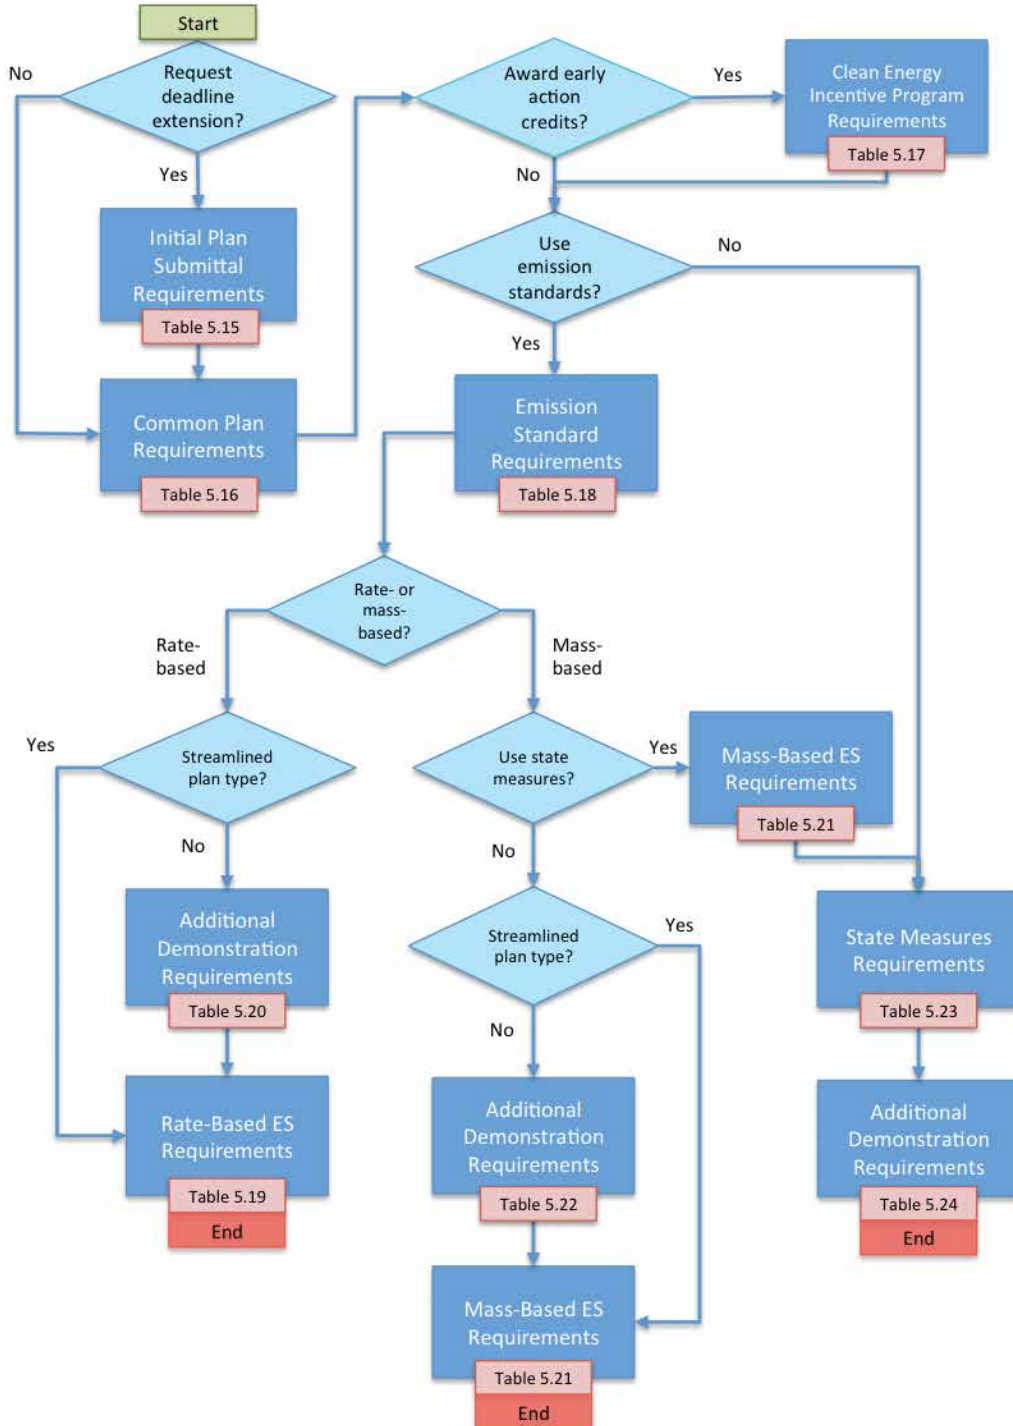 Start
No
Request
deadline
extension?
Yes
Initial Plan
Submittal
Requirements
Table 5.15
Common Plan
Requirements
Table 5.16
Award early
action
credits?
Yes
Clean Energy
Incentive Program
Requirements
Table 5.17
No
Use
emission
standards?
No
Yes
Emission
Standard
Requirements
Table 5.18
Rate- or
mass-
based?
Rate-
based
Mass-
based
Yes
Streamlined
plan type?
No
Additional
Demonstration
Requirements
Table 5.20
Rate-Based ES
Requirements
Table 5.19
End
Use state
measures?
Yes
Mass-Based ES
Requirements
Table 5.21
No
Streamlined
plan type?
Yes
No
Additional
Demonstration
Requirements
Table 5.22
Mass-Based ES
Requirements
Table 5.21
End
State Measures
Requirements
Table 5.23
Additional
Demonstration
Requirements
Table 5.24
End